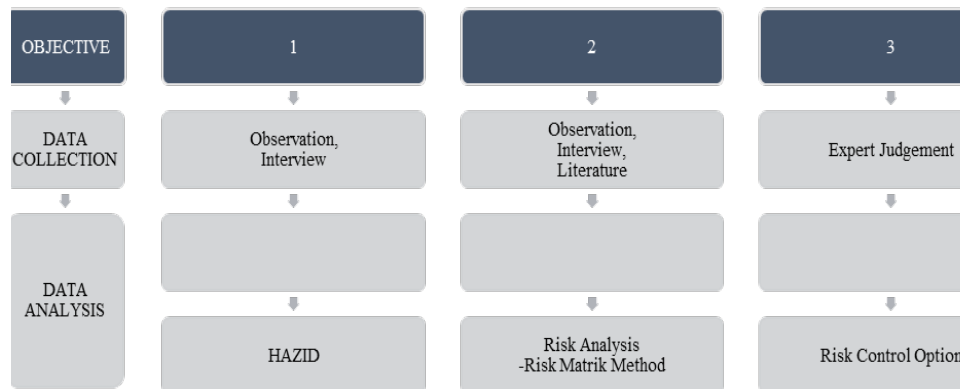 OBJECTIVE
1
2
3
DATA
COLLECTION
Observation,
Interview
Observation,
Interview,
Literature
Expert Judgement
DATA
ANALYSIS
HAZID
Risk Analysis
-Risk Matrik Method
Risk Control Option